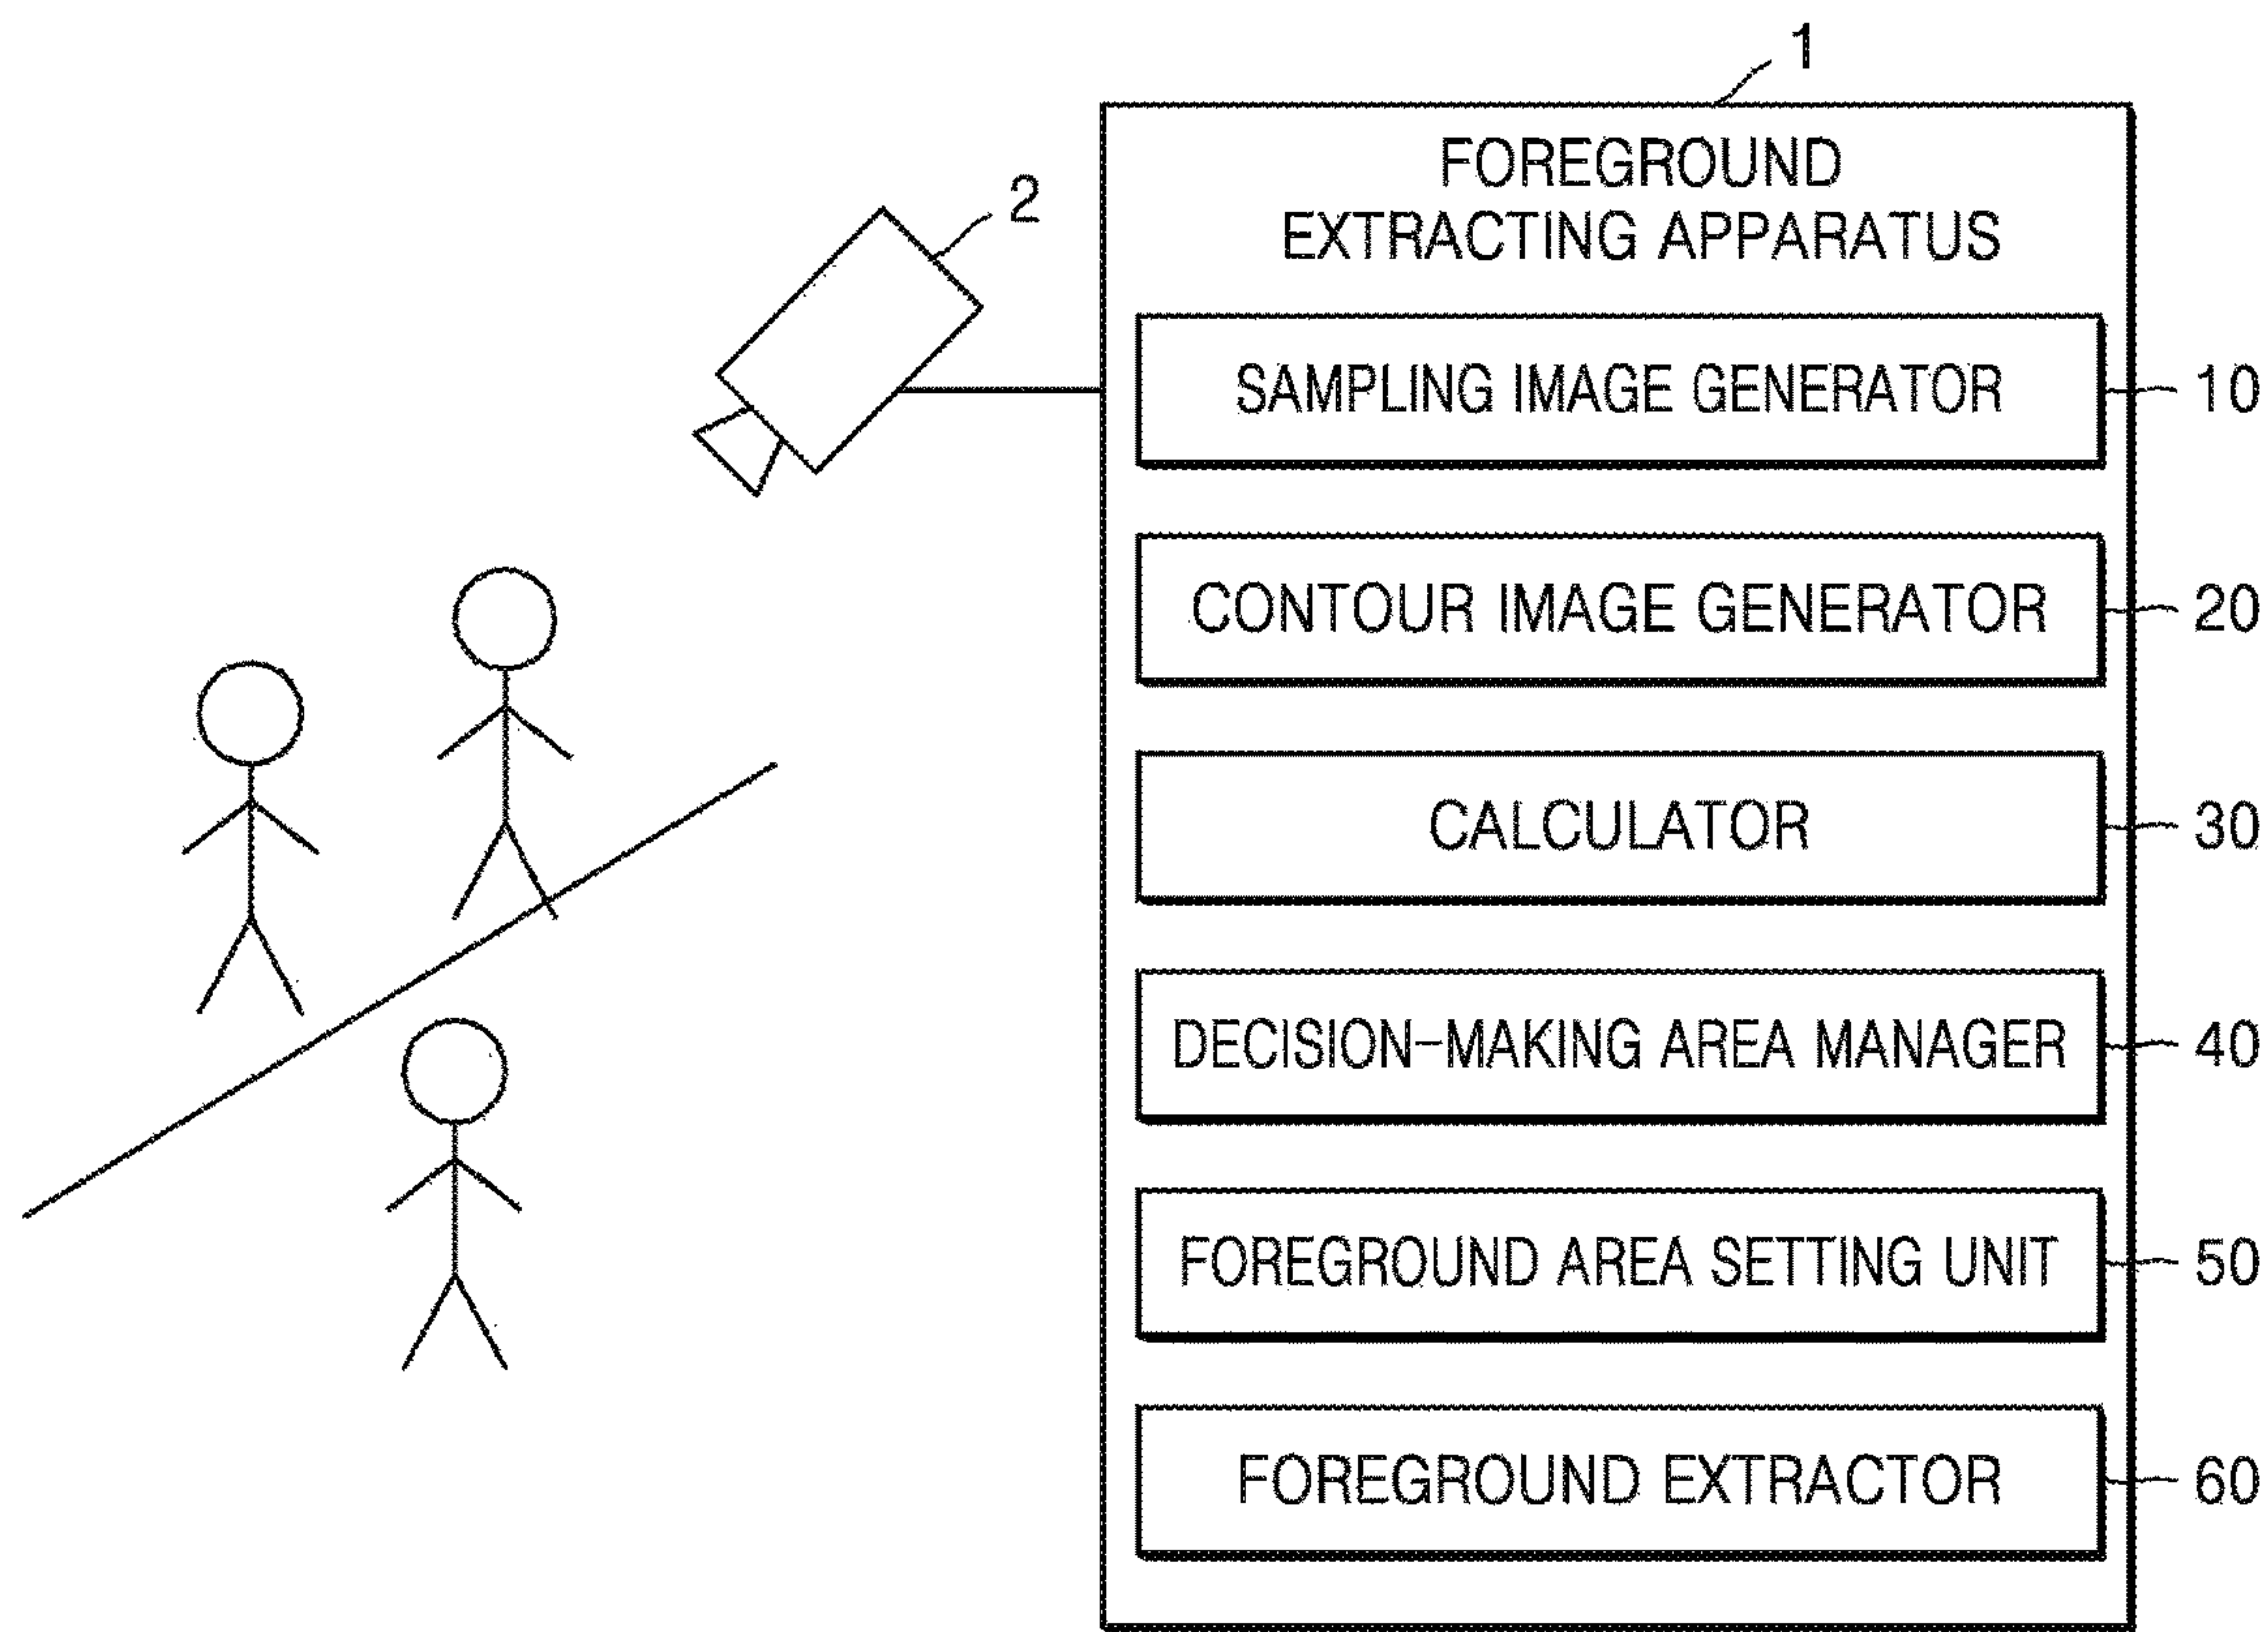 1
2
FOREGROUND
EXTRACTING APPARATUS
SAMPLING IMAGE GENERATOR
10
CONTOUR IMAGE GENERATOR
20
CALCULATOR
30
DECISION-MAKING AREA MANAGER
40
FOREGROUND AREA SETTING UNIT
50
FOREGROUND EXTRACTOR
60